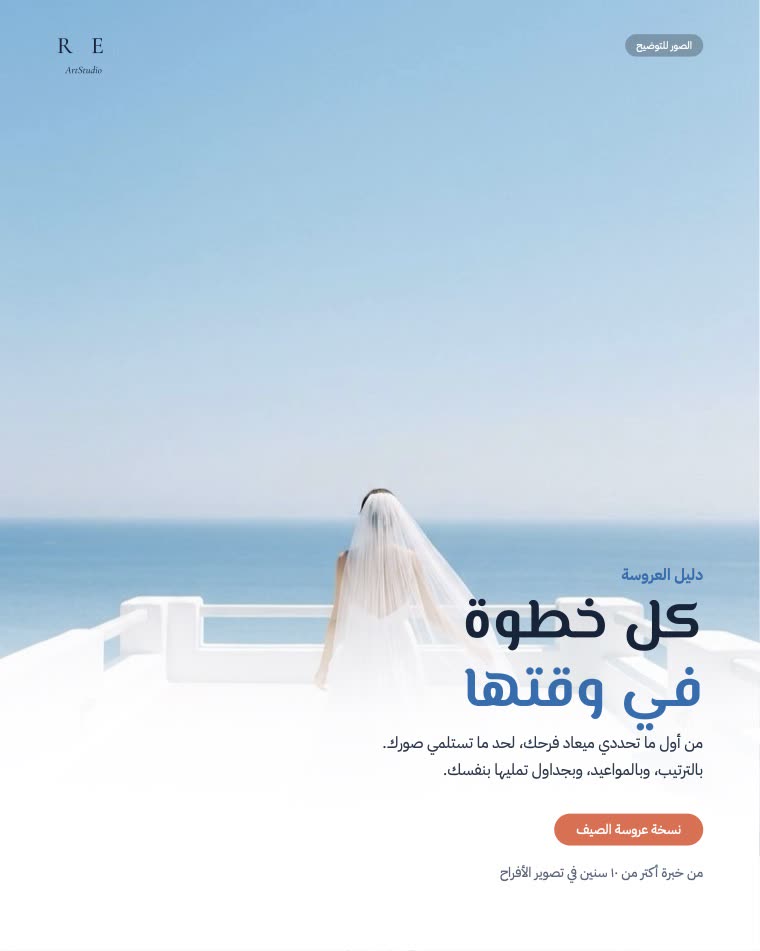 R E
ArtStudio
الصور للتوضيح
دليل العروسة
كل خطوة
في وقتها
من أول ما تحددي ميعاد فرحك، لحد ما تستلمي صورك.
بالترتيب، وبالمواعيد، وبجداول تمليها بنفسك.
نسخة عروسة الصيف
من خبرة أكتر من ١٠ سنين في تصوير الأفراح